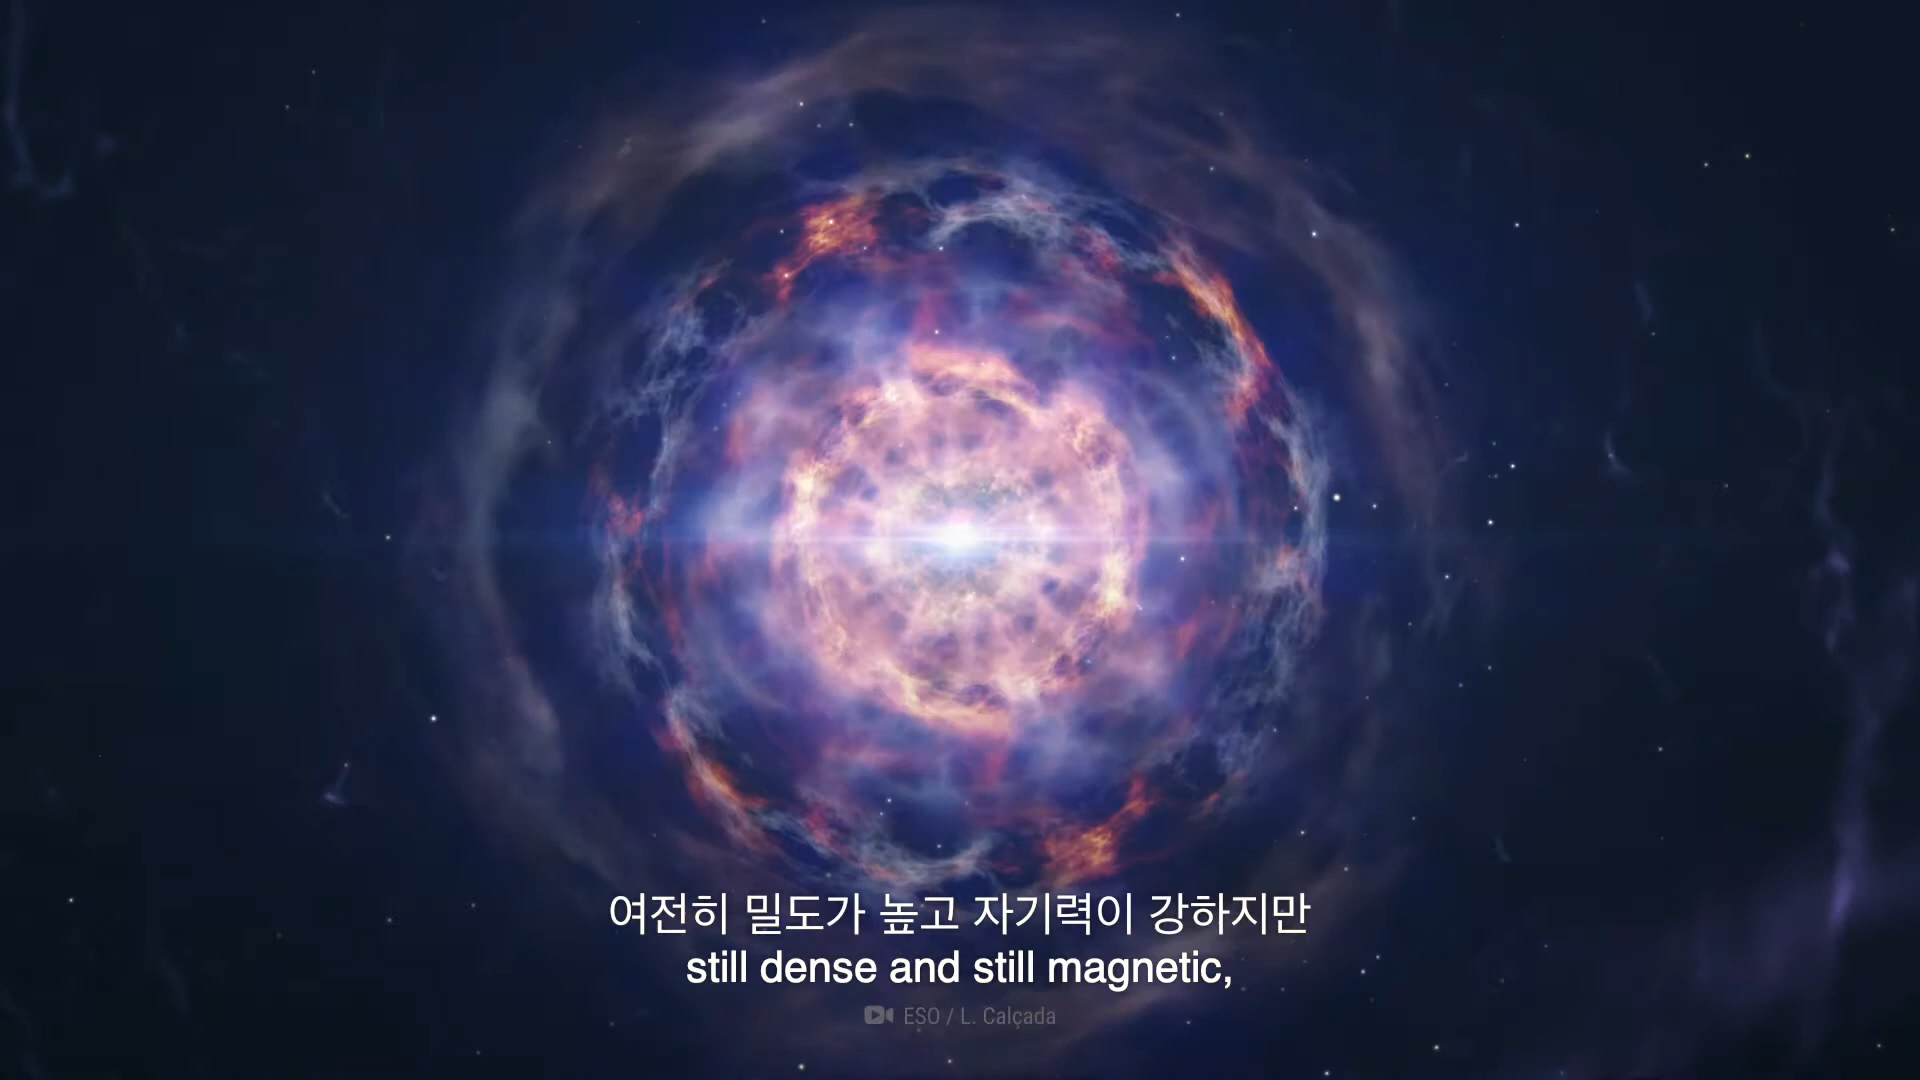 여전히 밀도가 높고 자기력이 강하지만
still dense and still magnetic,
ESO / L. Calçada